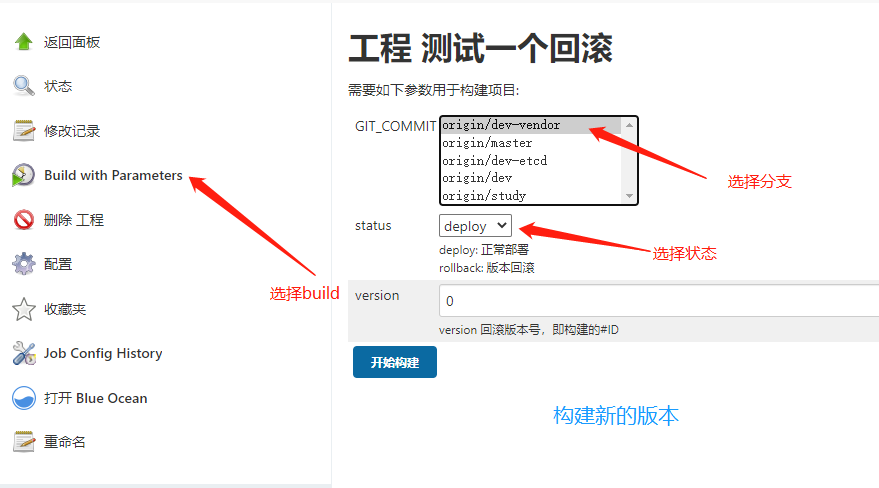 返回面板
状态
修改记录
Build with Parameters
删除 工程
配置
收藏夹
Job Config History
打开 Blue Ocean
重命名
选择build
工程 测试一个回滚
需要如下参数用于构建项目:
GIT_COMMIT
origin/dev-vendor
origin/master
origin/dev-etcd
origin/dev
origin/study
选择分支
status
deploy
选择状态
deploy: 正常部署
rollback: 版本回滚
version
0
version 回滚版本号，即构建的#ID
开始构建
构建新的版本